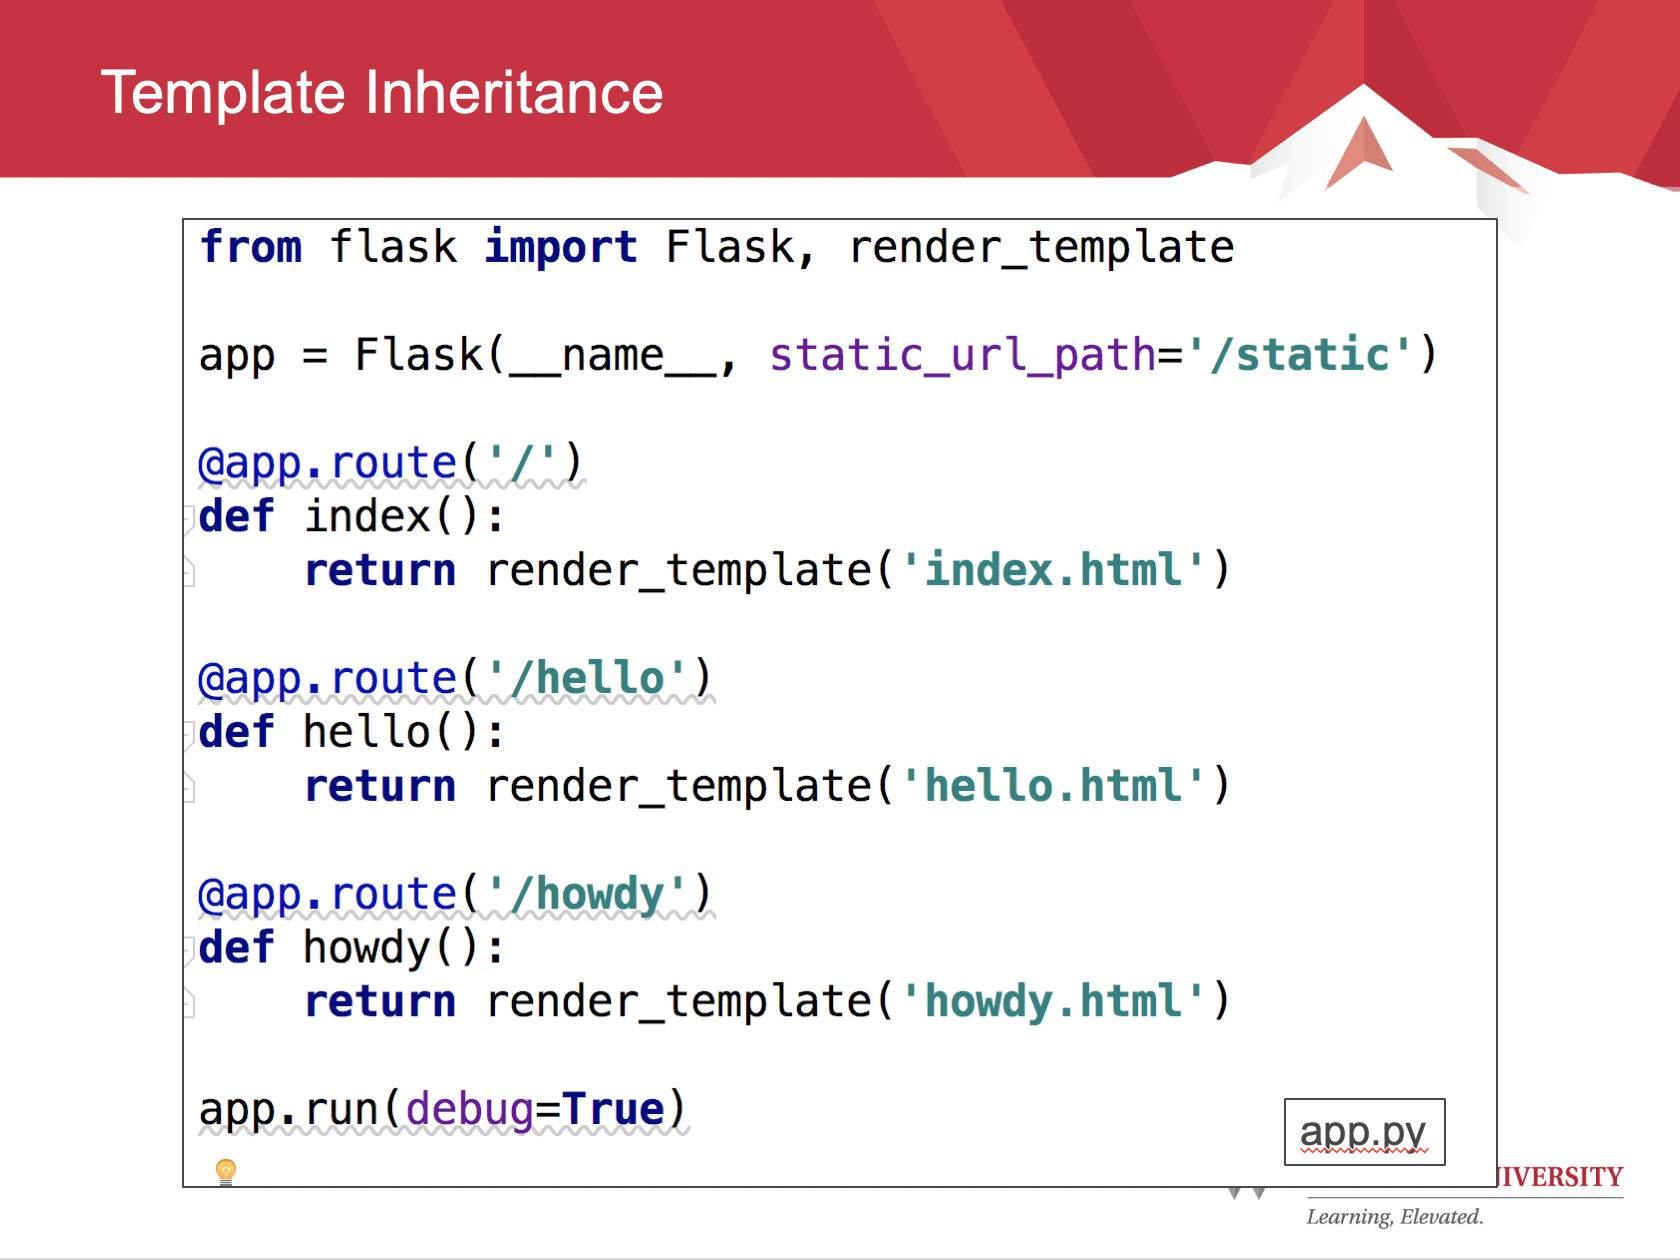 Template Inheritance
from flask import Flask, render_template
app = Flask(__name__, static_url_path='/static')
@app.route('/')
def index():
    return render_template('index.html')
@app.route('/hello')
def hello():
    return render_template('hello.html')
@app.route('/howdy')
def howdy():
    return render_template('howdy.html')
app.run(debug=True)
app.py
IVERSITY
Learning, Elevated.